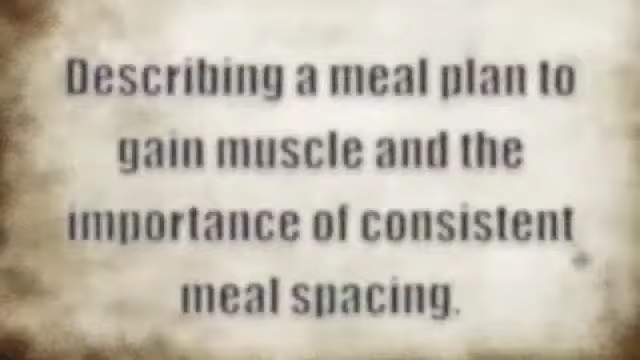 Describing a meal plan to
gain muscle and the
importance of consistent
meal spacing.